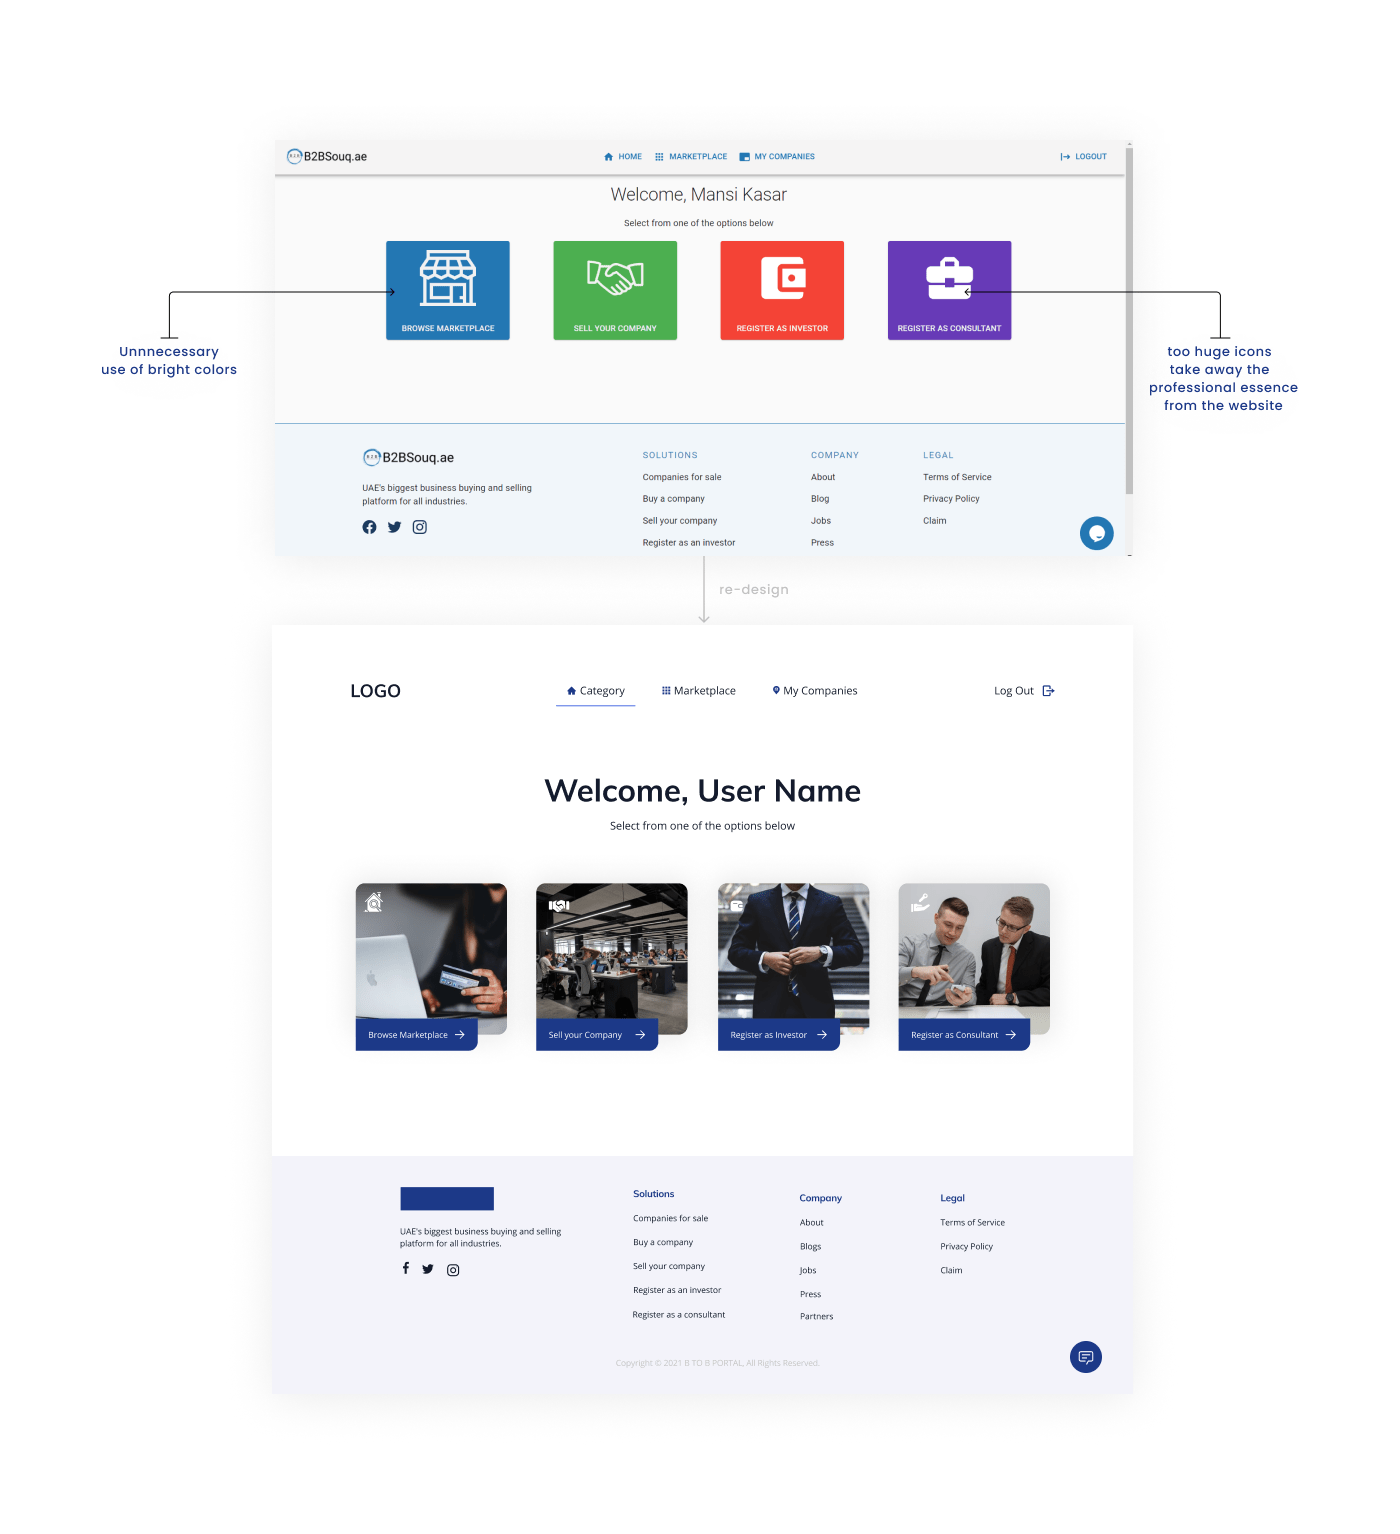 B2BSouq.ae
HOME MARKETPLACE MY COMPANIES
LOGOUT
Welcome, Mansi Kasar
Select from one of the options below
BROWSE MARKETPLACE
SELL YOUR COMPANY
REGISTER AS INVESTOR
REGISTER AS CONSULTANT
Unnnecessary
use of bright colors
too huge icons
take away the
professional essence
from the website
B2BSouq.ae
UAE's biggest business buying and selling
platform for all industries.
SOLUTIONS
Companies for sale
Buy a company
Sell your company
Register as an investor
COMPANY
About
Blog
Jobs
Press
LEGAL
Terms of Service
Privacy Policy
Claim
re-design
LOGO
Category Marketplace My Companies
Log Out
Welcome, User Name
Select from one of the options below
Browse Marketplace
Sell your Company
Register as Investor
Register as Consultant
UAE's biggest business buying and selling
platform for all industries.
Solutions
Companies for sale
Buy a company
Sell your company
Register as an investor
Register as a consultant
Company
About
Blogs
Jobs
Press
Partners
Legal
Terms of Service
Privacy Policy
Claim
Copyright © 2021 B TO B PORTAL, All Rights Reserved.